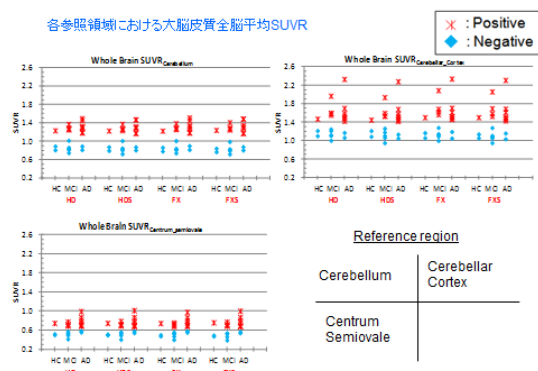 各参照領域における大脳皮質全脳平均SUVR
: Positive
: Negative
Whole Brain SUVR Cerebellum
SUVR
2.6
2.2
1.8
1.4
1.0
0.6
0.2
HC MCI AD HC MCI AD HC MCI AD HC MCI AD
HD HDS FX FXS
Whole Brain SUVR Cerebellar_Cortex
SUVR
2.6
2.2
1.8
1.4
1.0
0.6
0.2
HC MCI AD HC MCI AD HC MCI AD HC MCI AD
HD HDS FX FXS
Whole Brain SUVR Centrum_semiovale
SUVR
2.6
2.2
1.8
1.4
1.0
0.6
0.2
HC MCI AD HC MCI AD HC MCI AD HC MCI AD
Reference region
Cerebellum
Cerebellar
Cortex
Centrum
Semiovale